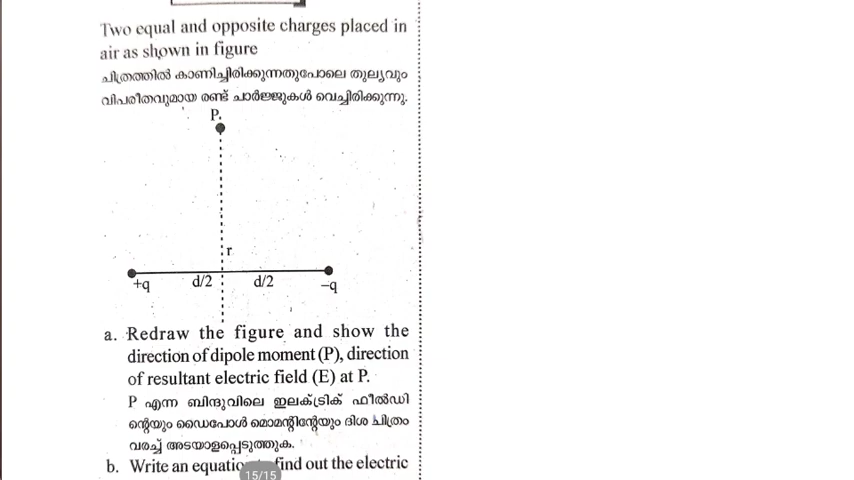 Two equal and opposite charges placed in
air as shown in figure
ചിത്രത്തിൽ കാണിച്ചിരിക്കുന്നതുപോലെ തുല്യവും
വിപരീതവുമായ രണ്ട് ചാർജ്ജുകൾ വെച്ചിരിക്കുന്നു.
P.
r
+q d/2 d/2 –q
a. Redraw the figure and show the
direction of dipole moment (P), direction
of resultant electric field (E) at P.
P എന്ന ബിന്ദുവിലെ ഇലക്ട്രിക് ഫീൽഡി
ന്റേയും ഡൈപോൾ മൊമന്റിന്റേയും ദിശ ചിത്രം
വരച്ച് അടയാളപ്പെടുത്തുക.
b. Write an find out the electric
15/15